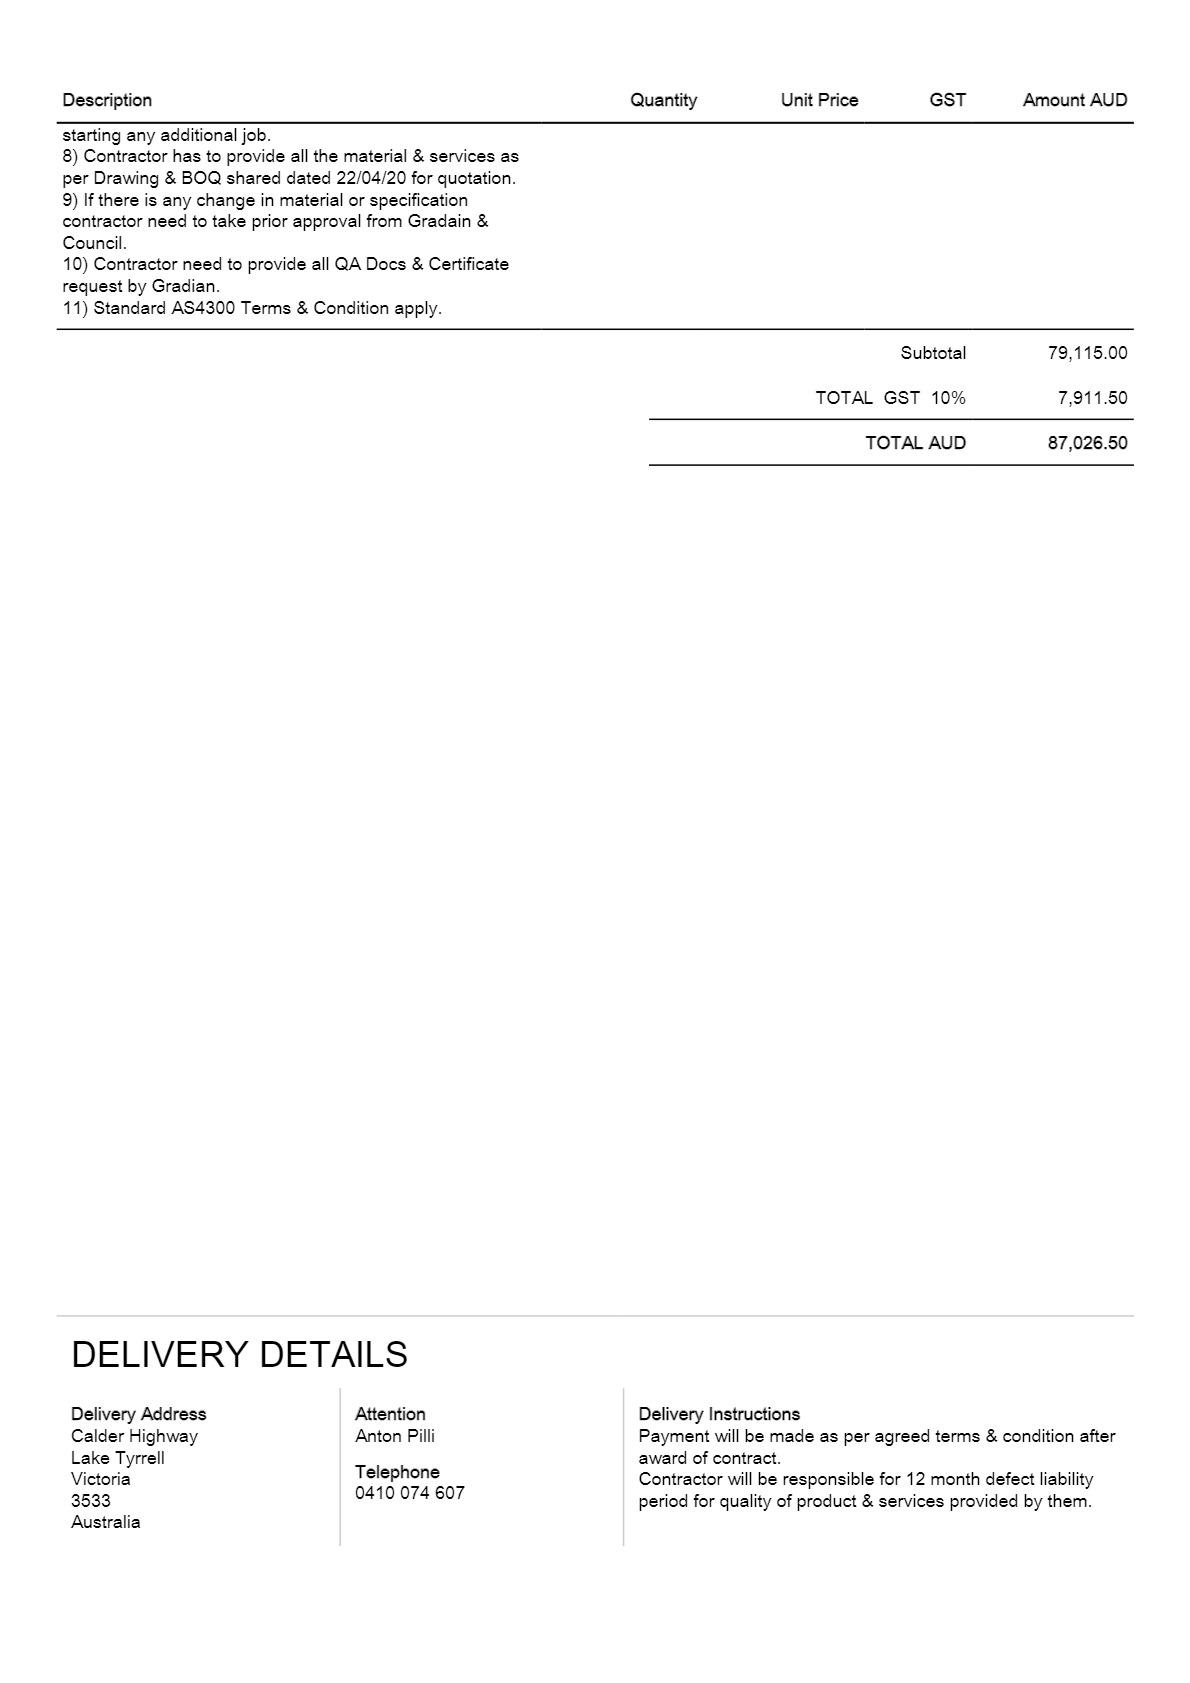 Description Quantity Unit Price GST Amount AUD
starting any additional job.
8) Contractor has to provide all the material & services as
per Drawing & BOQ shared dated 22/04/20 for quotation.
9) If there is any change in material or specification
contractor need to take prior approval from Gradain &
Council.
10) Contractor need to provide all QA Docs & Certificate
request by Gradian.
11) Standard AS4300 Terms & Condition apply.
Subtotal 79,115.00
TOTAL GST 10% 7,911.50
TOTAL AUD 87,026.50
DELIVERY DETAILS
Delivery Address
Calder Highway
Lake Tyrrell
Victoria
3533
Australia
Attention
Anton Pilli
Telephone
0410 074 607
Delivery Instructions
Payment will be made as per agreed terms & condition after
award of contract.
Contractor will be responsible for 12 month defect liability
period for quality of product & services provided by them.